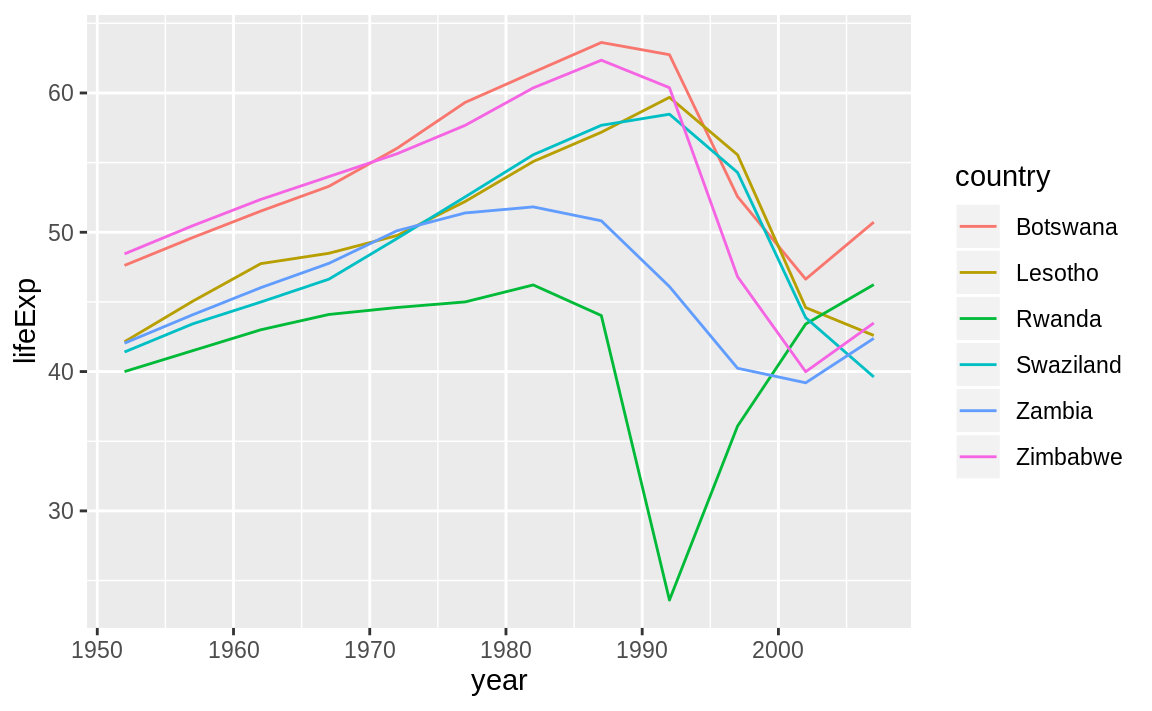 60
50
40
30
lifeExp
1950 1960 1970 1980 1990 2000
year
country
Botswana
Lesotho
Rwanda
Swaziland
Zambia
Zimbabwe